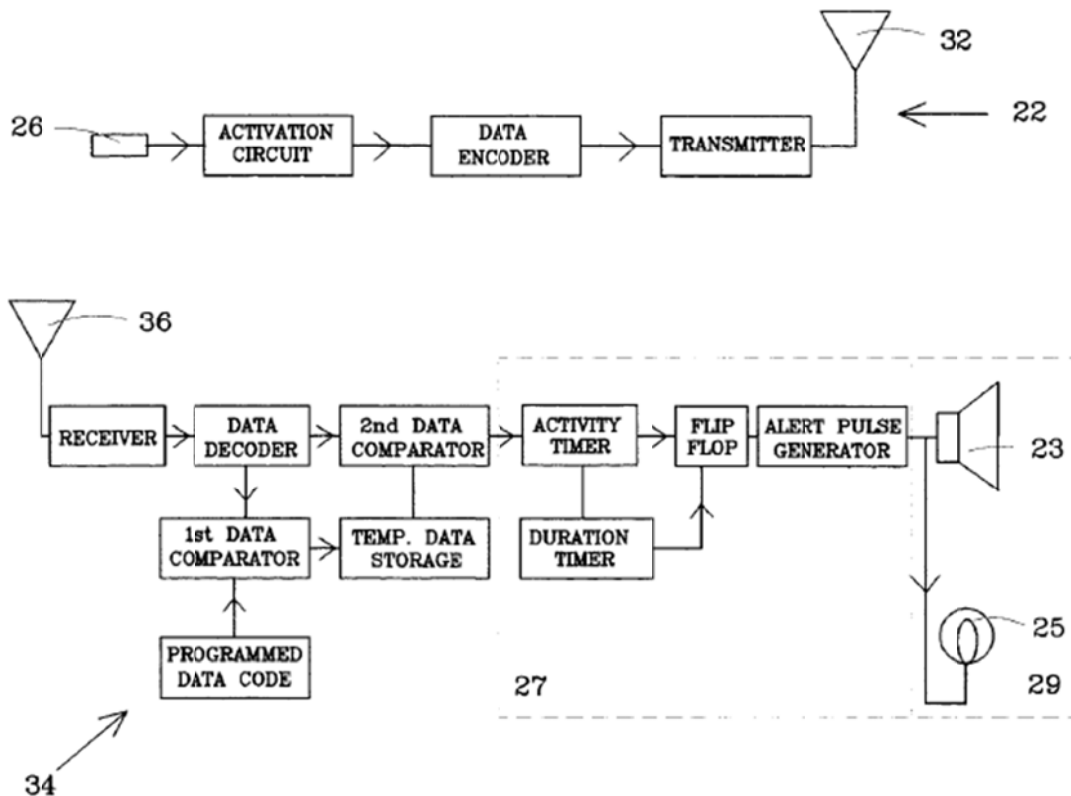 32
26
ACTIVATION
CIRCUIT
DATA
ENCODER
TRANSMITTER
22
36
RECEIVER
DATA
DECODER
2nd DATA
COMPARATOR
ACTIVITY
TIMER
FLIP
FLOP
ALERT PULSE
GENERATOR
23
1st DATA
COMPARATOR
TEMP. DATA
STORAGE
DURATION
TIMER
PROGRAMMED
DATA CODE
25
27
29
34